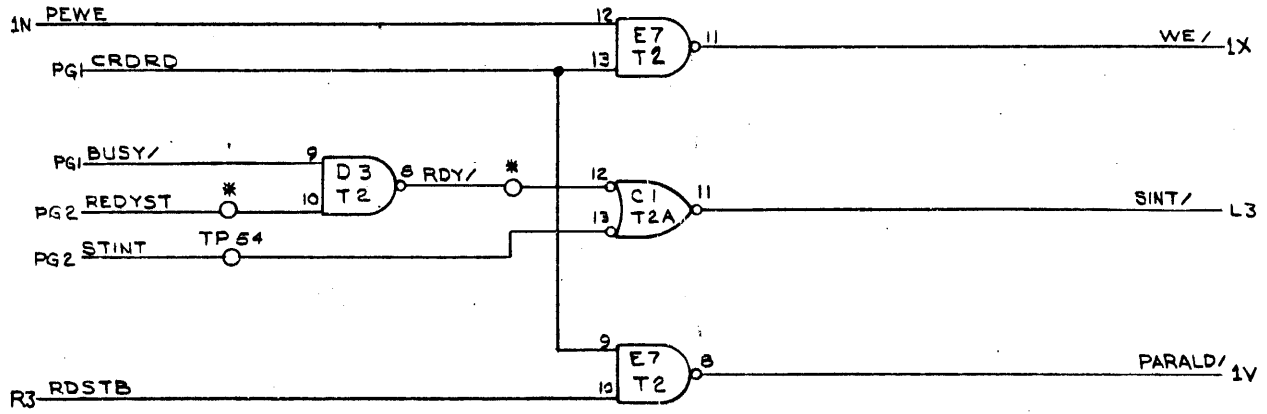 1N PEWE 12 E7 T2 11 WE/ 1X
PG1 CRDRD 13
PG1 BUSY/ 9 D3 T2 8 RDY/ * 12 C1 T2A 11 SINT/ L3
PG2 REDYST * 10
PG2 STINT TP54 13
9 E7 T2 8 PARALD/ 1V
R3 RDSTB 10